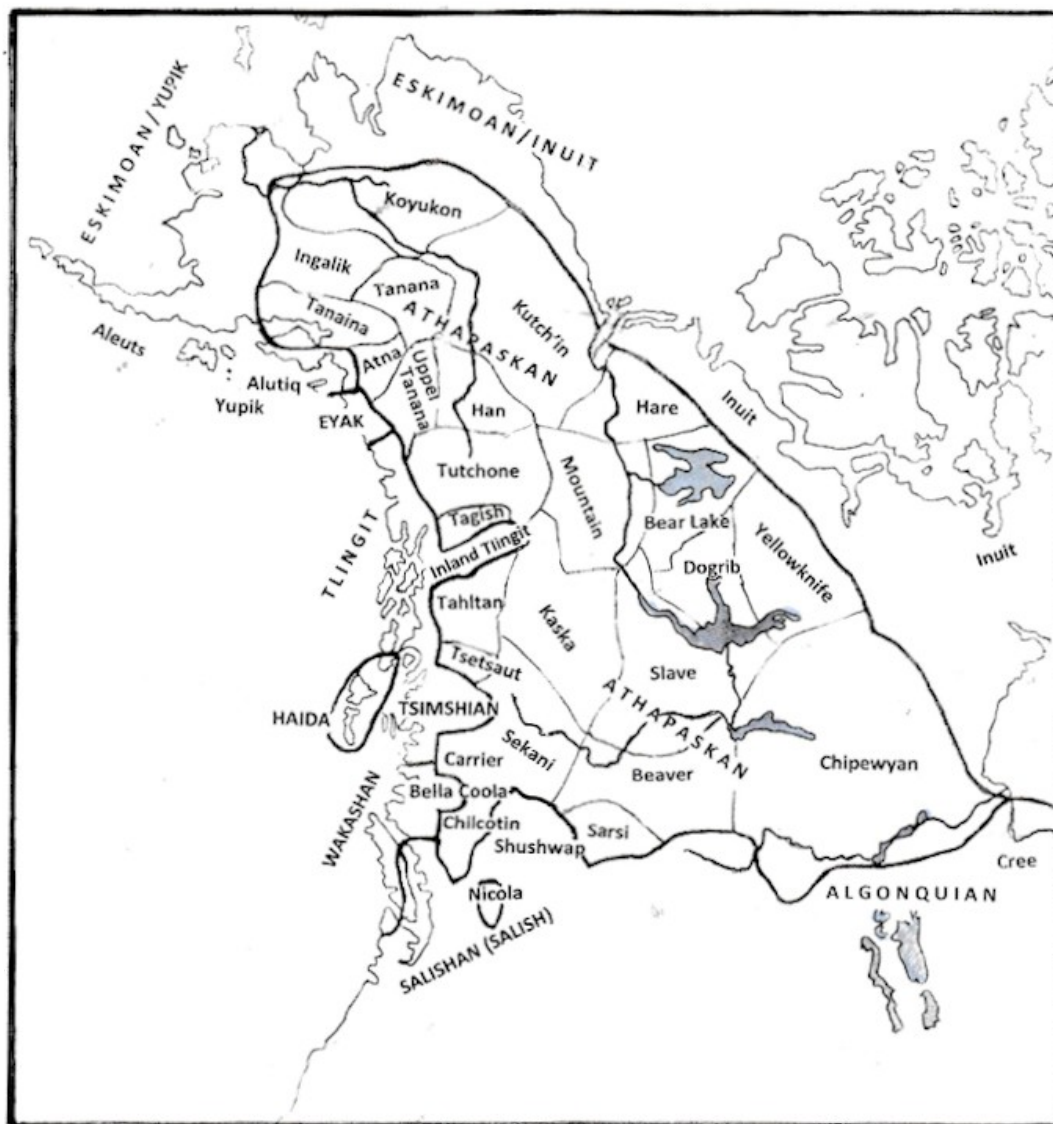 ESKIMOAN/YUPIK
ESKIMOAN/INUIT
Koyukon
Ingalik
Tanana
Tanaina
ATHAPASKAN
Kutch'in
Aleuts
Atna
Uppel
Tanana
Alutiq
Yupik
EYAK
Han
Hare
Inuit
Tutchone
Mountain
Bear Lake
Yellowknife
Tagish
Inland Tlingit
TLINGIT
Dogrib
Inuit
Tahltan
Kaska
Tsetsaut
Slave
ATHAPASKAN
HAIDA
TSIMSHIAN
Sekani
Carrier
Beaver
Chipewyan
Bella Coola
WAKASHAN
Chilcotin
Sarsi
Shushwap
Cree
Nicola
ALGONQUIAN
SALISHAN (SALISH)